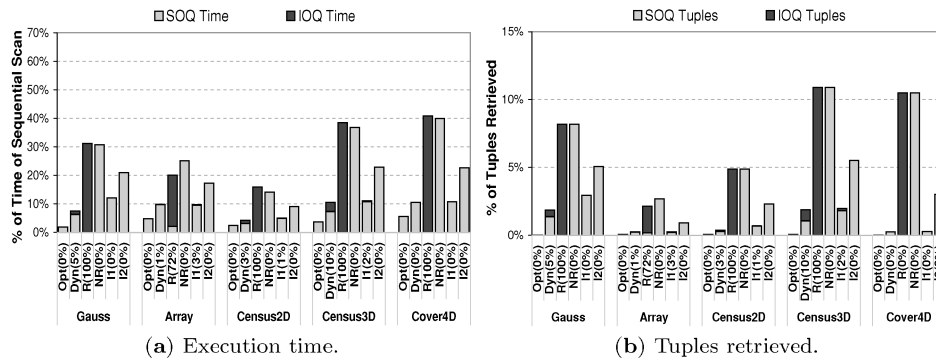 SOQ Time IOQ Time
% of Time of Sequential Scan
70%
60%
50%
40%
30%
20%
10%
0%
Opt(0%) Dyn(5%) R(100%) NR(0%) I1(0%) I2(0%)
Opt(0%) Dyn(1%) R(72%) NR(0%) I1(3%) I2(0%)
Opt(0%) Dyn(3%) R(100%) NR(0%) I1(1%) I2(0%)
Opt(0%) Dyn(10%) R(100%) NR(0%) I1(2%) I2(0%)
Opt(0%) Dyn(0%) R(100%) NR(0%) I1(0%) I2(0%)
Gauss Array Census2D Census3D Cover4D
(a) Execution time.
SOQ Tuples IOQ Tuples
% of Tuples Retrieved
15%
10%
5%
0%
Opt(0%) Dyn(5%) R(100%) NR(0%) I1(0%) I2(0%)
Opt(0%) Dyn(1%) R(72%) NR(0%) I1(3%) I2(0%)
Opt(0%) Dyn(3%) R(100%) NR(0%) I1(1%) I2(0%)
Opt(0%) Dyn(10%) R(100%) NR(0%) I1(2%) I2(0%)
Opt(0%) Dyn(0%) R(0%) NR(0%) I1(0%)
Gauss Array Census2D Census3D Cover4D
(b) Tuples retrieved.